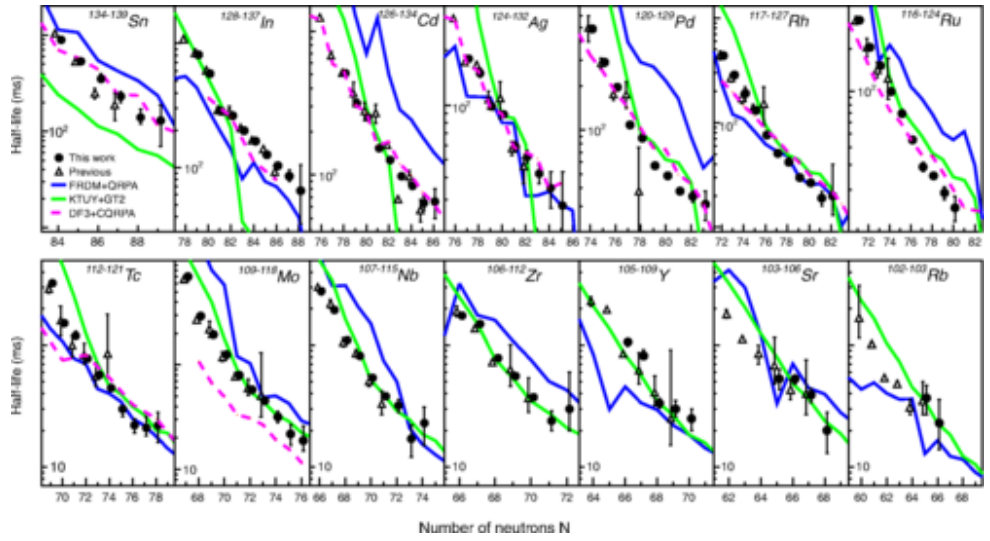 134-139Sn 128-137In 126-134Cd 124-132Ag 120-129Pd 117-127Rh 116-124Ru
Half-life (ms)
10² 10² 10² 10² 10² 10² 10²
This work
Previous
FRDM+QRPA
KTUY+GT2
DF3+CQRPA
84 86 88 78 80 82 84 86 88 76 78 80 82 84 86 76 78 80 82 84 86 74 76 78 80 82 72 74 76 78 80 82 72 74 76 78 80 82
112-121Tc 109-118Mo 107-115Nb 106-112Zr 105-109Y 103-106Sr 102-103Rb
Half-life (ms)
10 10 10 10 10 10 10
70 72 74 76 78 68 70 72 74 76 66 68 70 72 74 66 68 70 72 64 66 68 70 62 64 66 68 60 62 64 66 68
Number of neutrons N